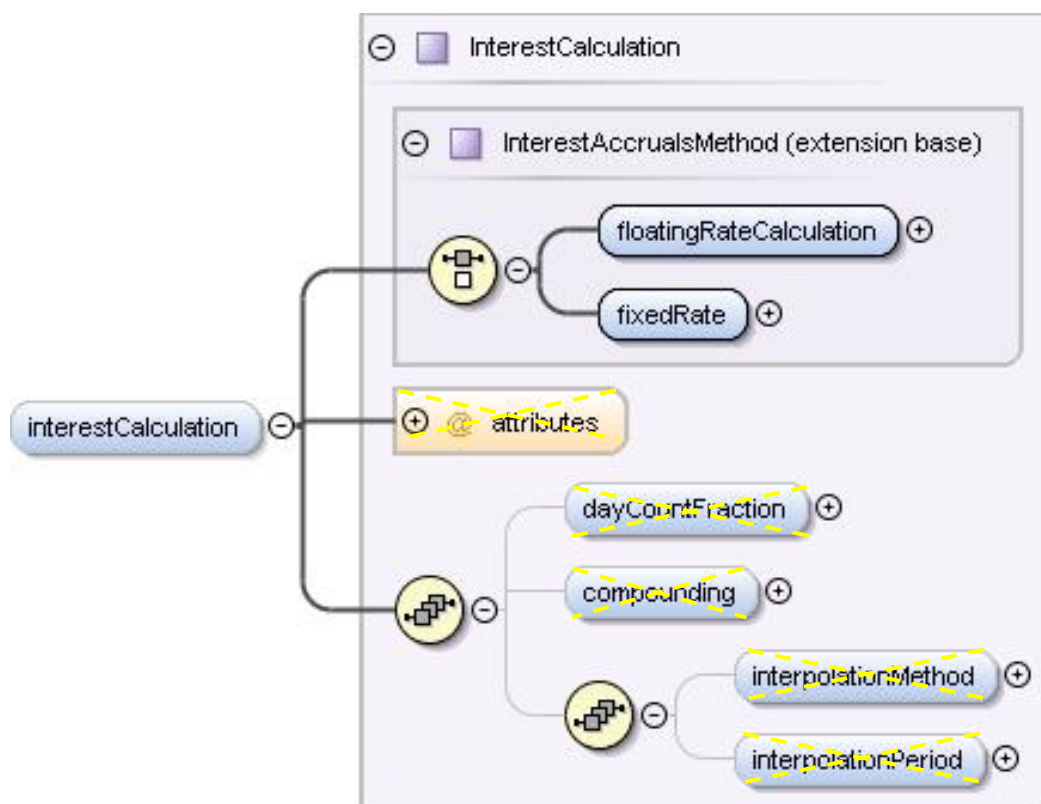 InterestCalculation
InterestAccrualsMethod (extension base)
floatingRateCalculation
fixedRate
@ attributes
interestCalculation
dayCountFraction
compounding
interpolationMethod
interpolationPeriod